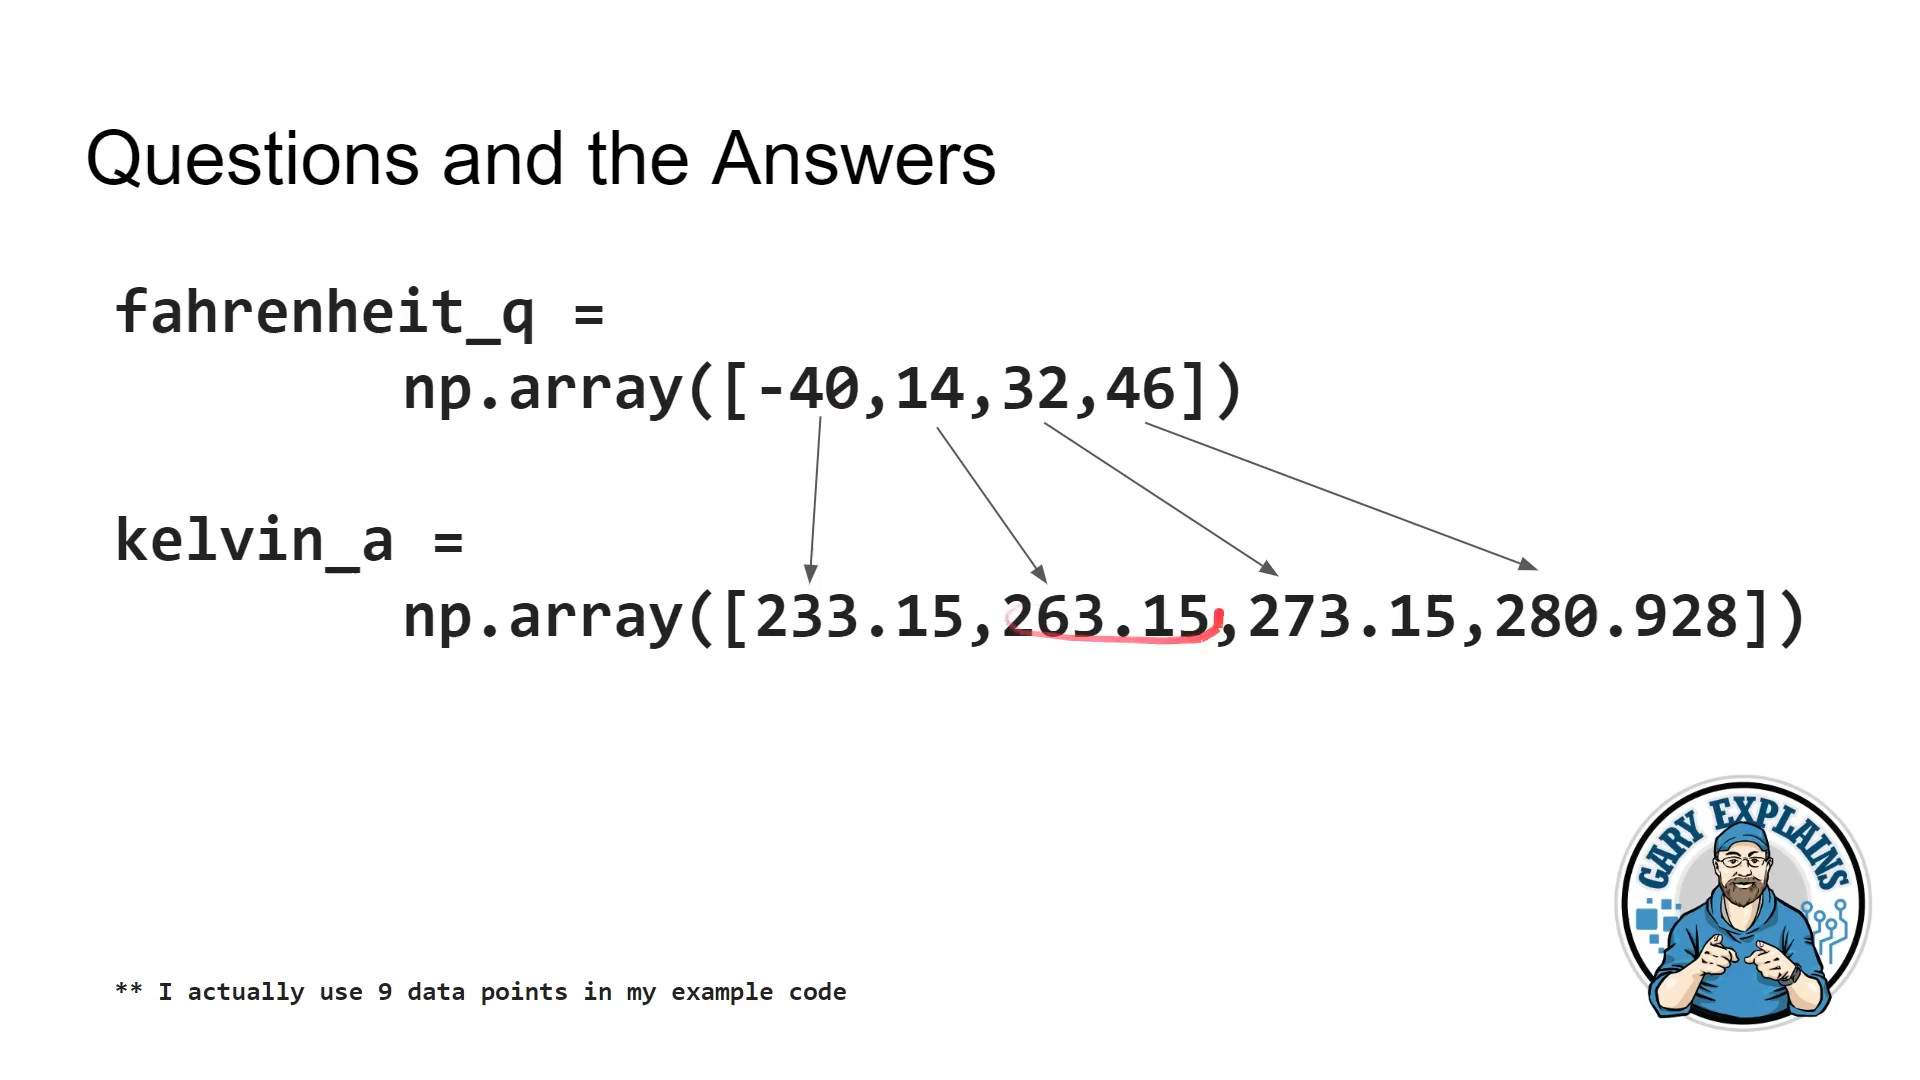 Questions and the Answers
fahrenheit_q =
np.array([-40,14,32,46])
kelvin_a =
np.array([233.15,263.15,273.15,280.928])
GARY EXPLAINS
** I actually use 9 data points in my example code